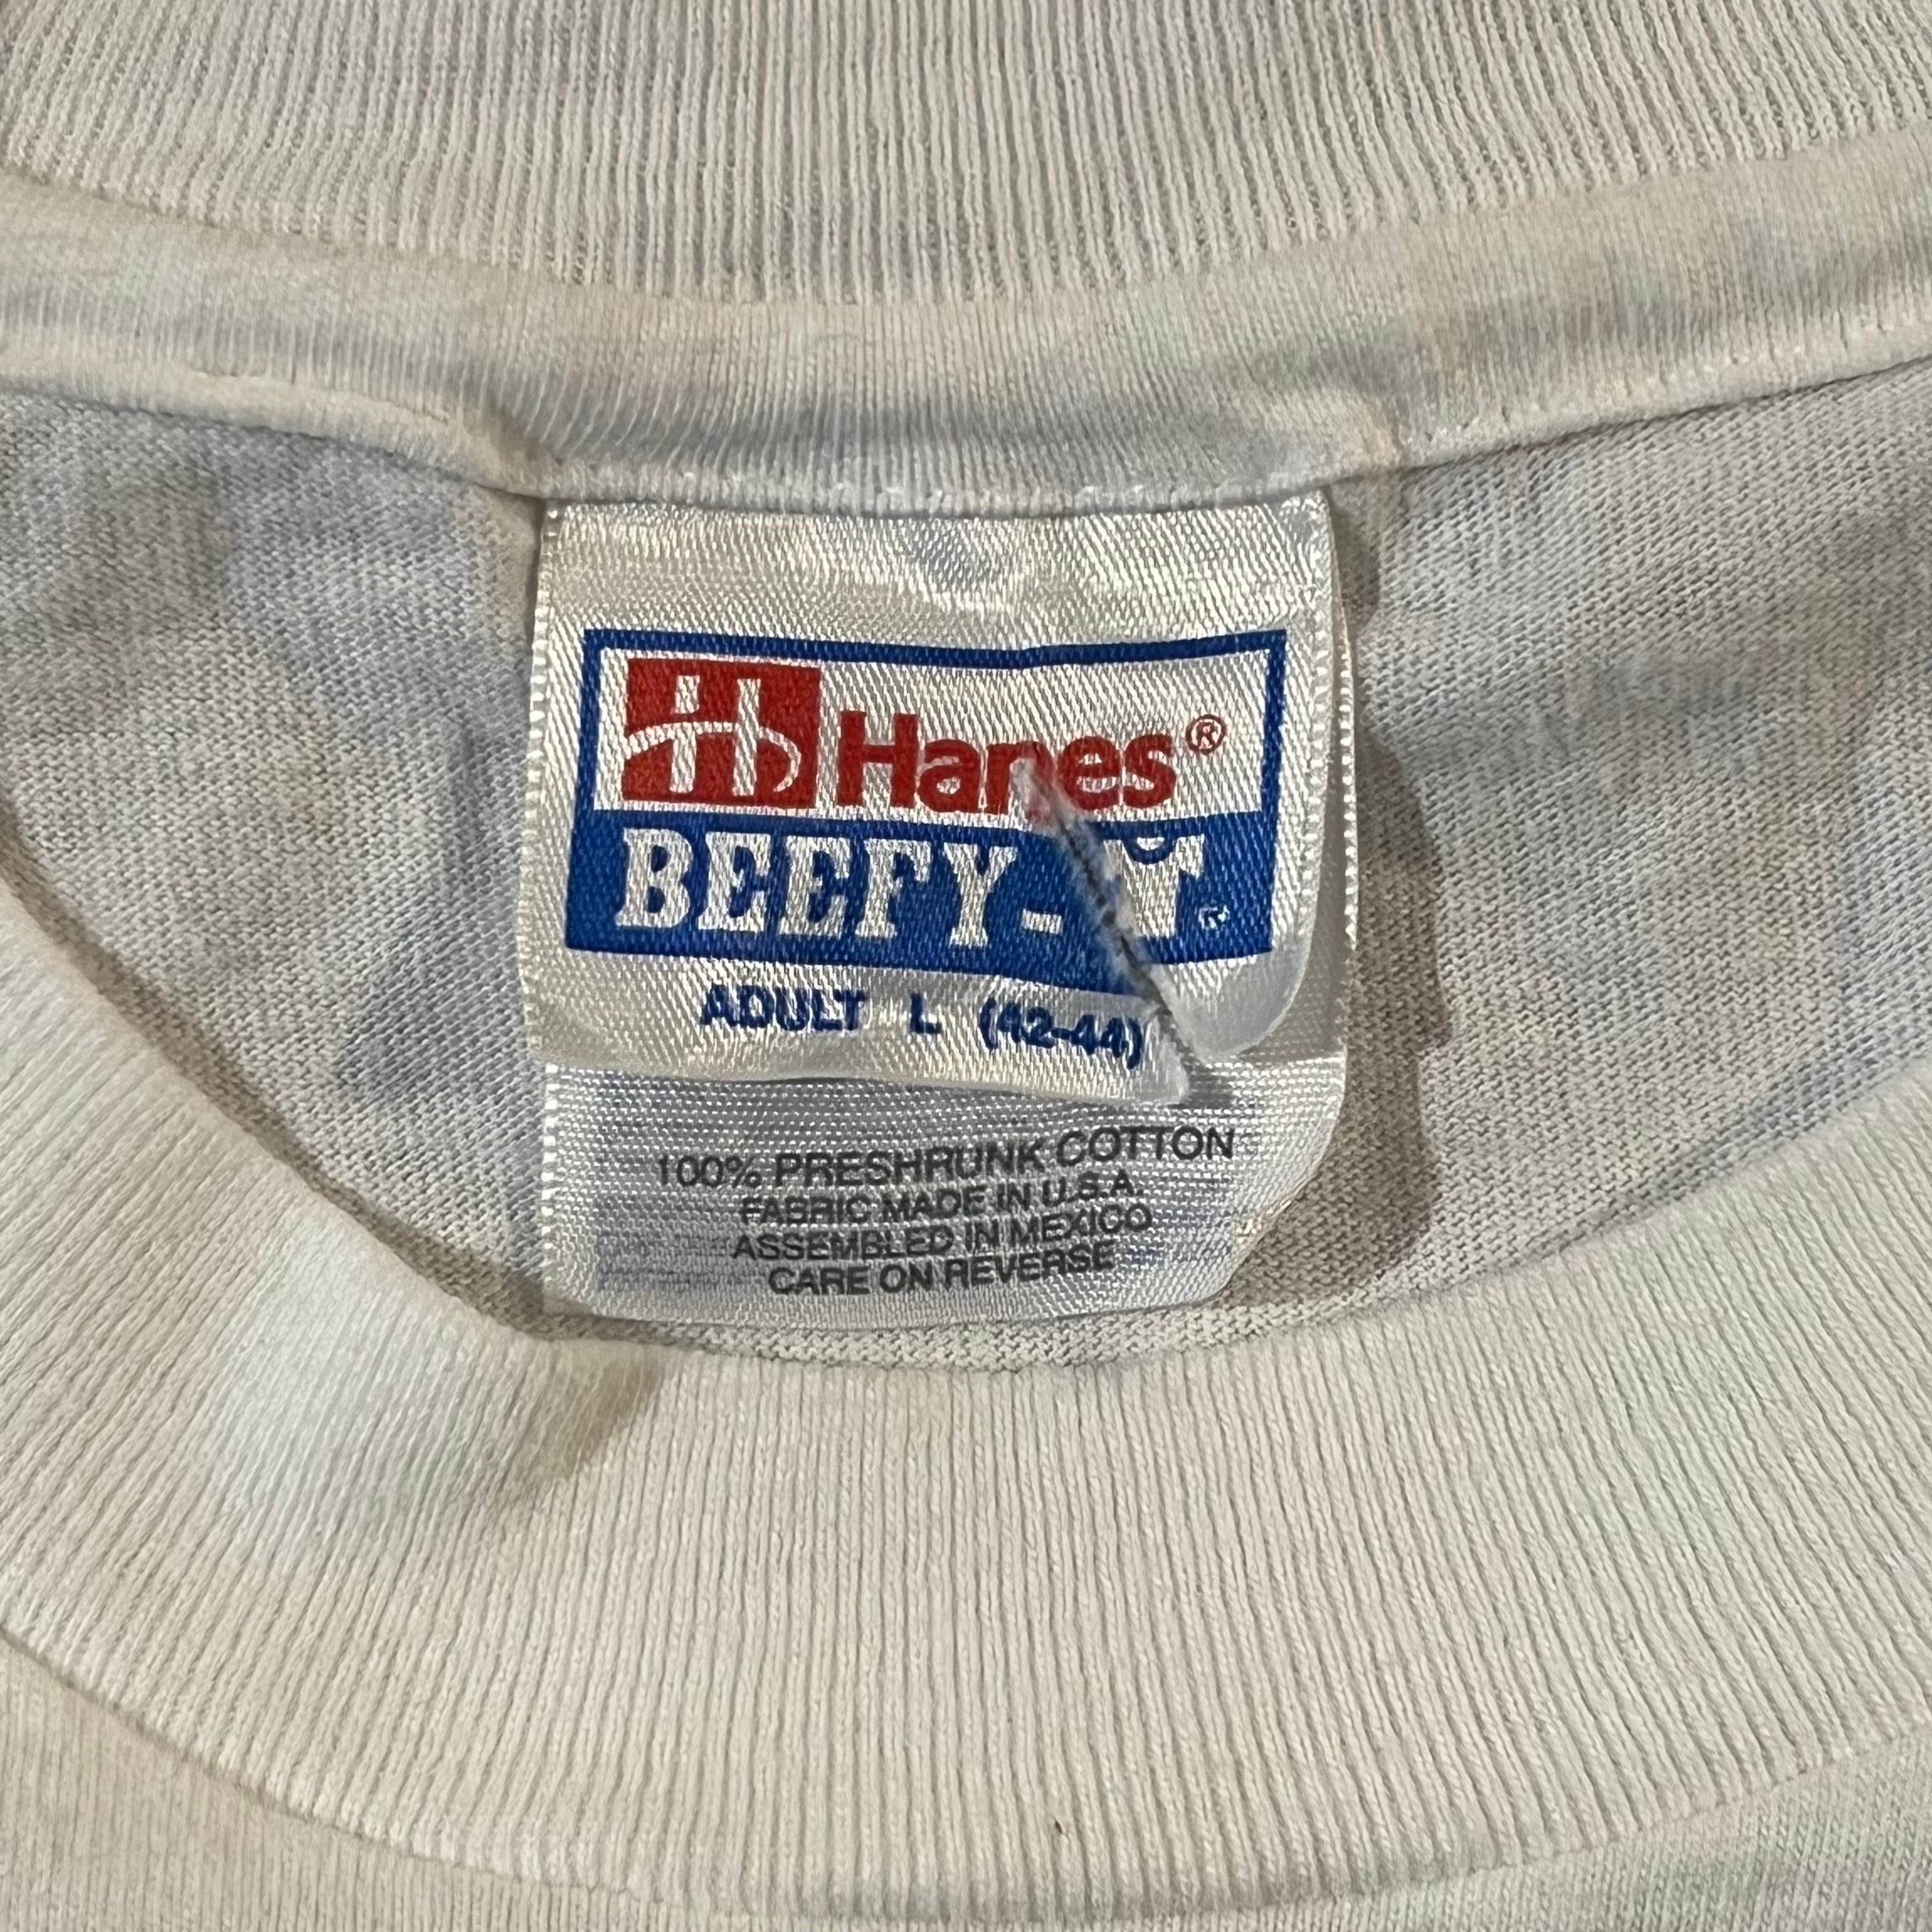 Hanes®
BEEFY-T®
ADULT L (42-44)
100% PRESHRUNK COTTON
FABRIC MADE IN U.S.A.
ASSEMBLED IN MEXICO
CARE ON REVERSE